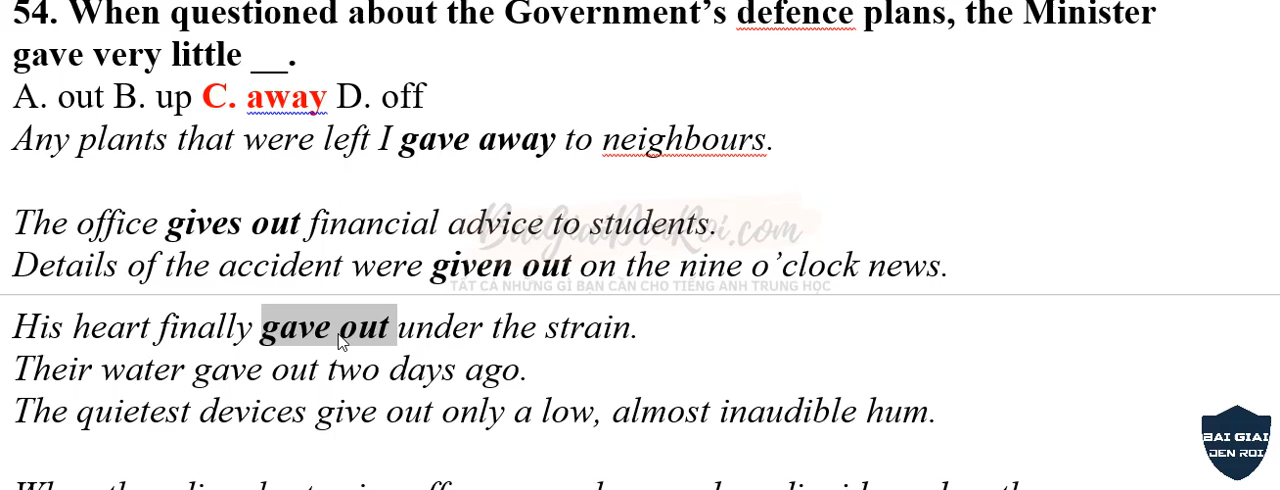 54. When questioned about the Government’s defence plans, the Minister
gave very little __.
A. out B. up C. away D. off
Any plants that were left I gave away to neighbours.
The office gives out financial advice to students.
BaiGiaiDenRoi.com
Details of the accident were given out on the nine o’clock news.
TẤT CẢ NHỮNG GÌ BẠN CẦN CHO TIẾNG ANH TRUNG HỌC
His heart finally gave out under the strain.
Their water gave out two days ago.
The quietest devices give out only a low, almost inaudible hum.
BAI GIAI
DEN ROI